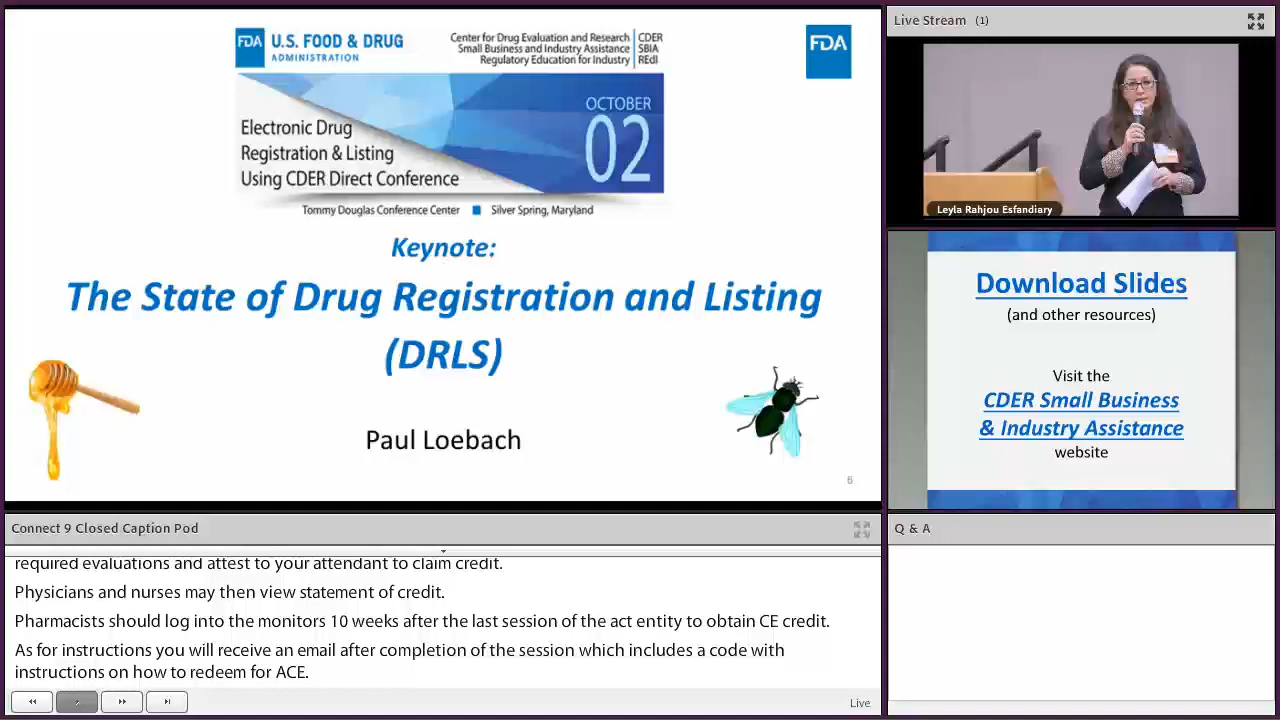 FDA
U.S. FOOD & DRUG
ADMINISTRATION
Center for Drug Evaluation and Research
Small Business and Industry Assistance
Regulatory Education for Industry
CDER
SBIA
REdI
FDA
OCTOBER
02
Electronic Drug
Registration & Listing
Using CDER Direct Conference
Tommy Douglas Conference Center
Silver Spring, Maryland
Keynote:
The State of Drug Registration and Listing
(DRLS)
Paul Loebach
6
Live Stream (1)
Leyla Rahjou Esfandiary
Download Slides
(and other resources)
Visit the
CDER Small Business
& Industry Assistance
website
Connect 9 Closed Caption Pod
required evaluations and attest to your attendant to claim credit.
Physicians and nurses may then view statement of credit.
Pharmacists should log into the monitors 10 weeks after the last session of the act entity to obtain CE credit.
As for instructions you will receive an email after completion of the session which includes a code with
instructions on how to redeem for ACE.
Live
Q & A